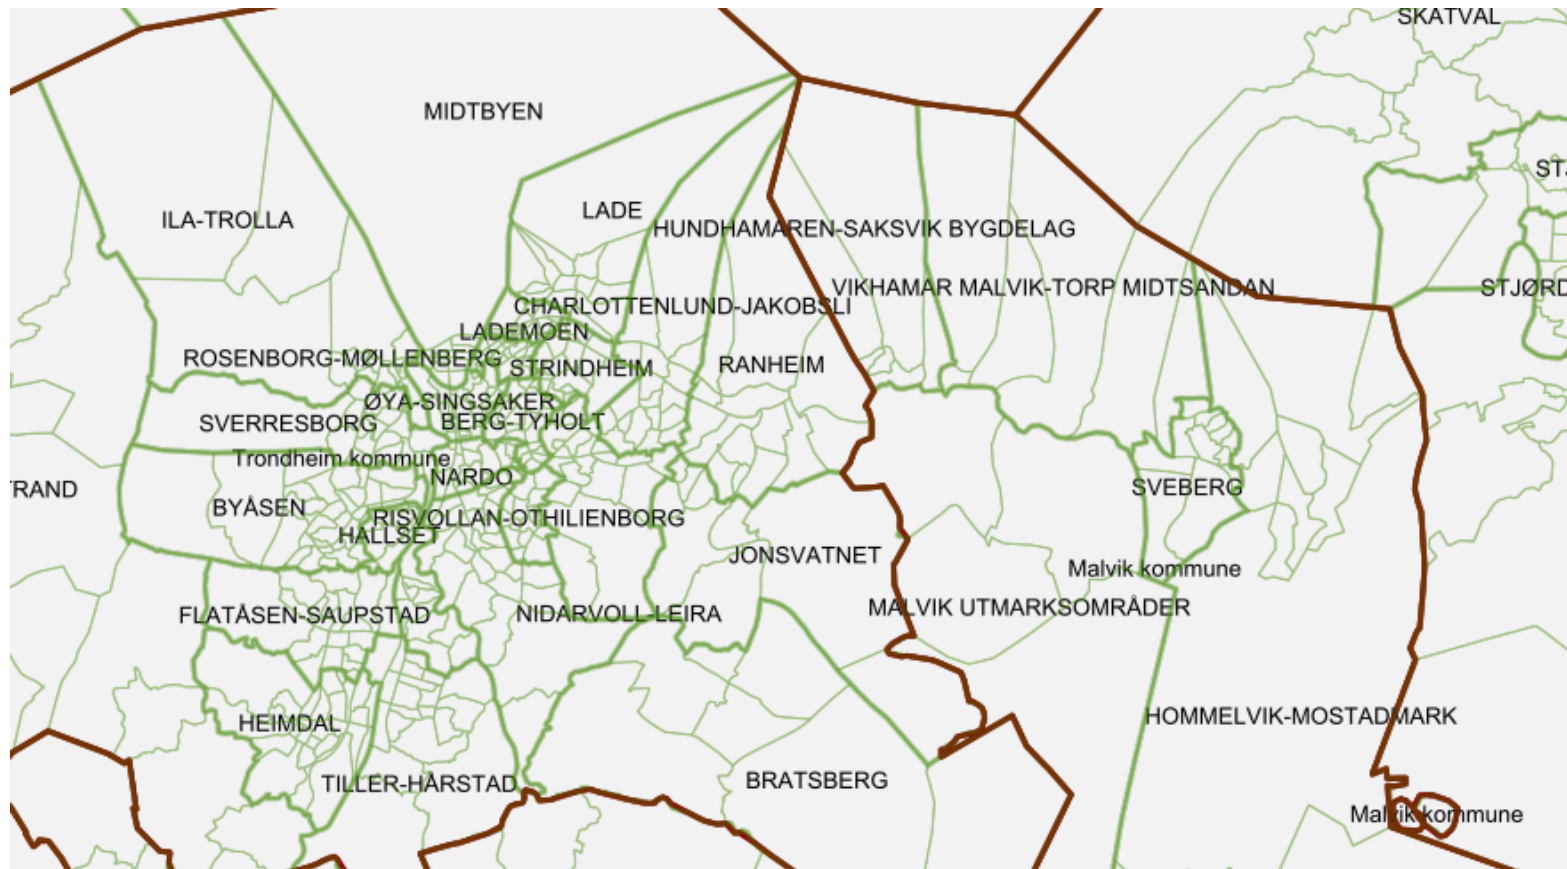 SKATVAL
MIDTBYEN
ST.
ILA-TROLLA
LADE
HUNDHAMAREN-SAKSVIK BYGDELAG
VIKHAMAR MALVIK-TORP MIDTSANDAN
STJØRD
CHARLOTTENLUND-JAKOBSLI
LADEMOEN
ROSENBORG-MØLLENBERG
STRINDHEIM
RANHEIM
ØYA-SINGSAKER
SVERRESBORG
BERG-TYHOLT
Trondheim kommune
NARDO
TRAND
SVEBERG
BYÅSEN
RISVOLLAN-OTHILIENBORG
HALLSET
JONSVATNET
Malvik kommune
MALVIK UTMARKSOMRÅDER
FLATÅSEN-SAUPSTAD
NIDARVOLL-LEIRA
HEIMDAL
HOMMELVIK-MOSTADMARK
TILLER-HÅRSTAD
BRATSBERG
Malvik kommune